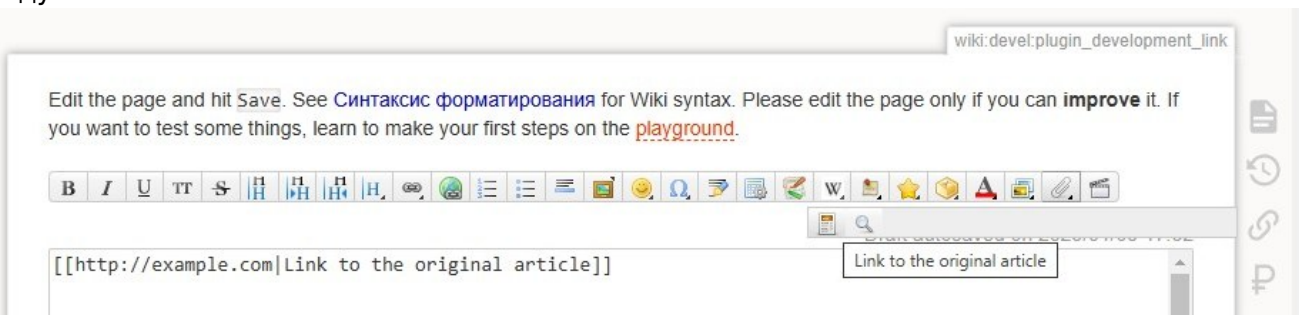 wiki:devel:plugin_development_link
Edit the page and hit Save. See Синтаксис форматирования for Wiki syntax. Please edit the page only if you can improve it. If
you want to test some things, learn to make your first steps on the playground.
B I U TT S H H H H Ω W A
[[http://example.com|Link to the original article]]
Link to the original article